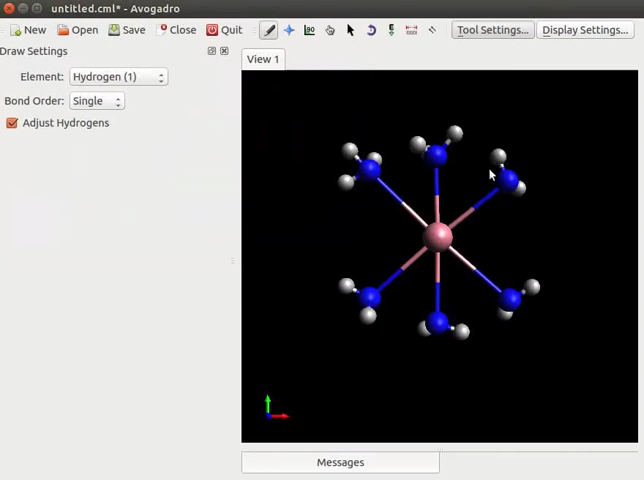 untitled.cml* - Avogadro
New Open Save Close Quit Tool Settings... Display Settings...
Draw Settings
View 1
Element: Hydrogen (1)
Bond Order: Single
Adjust Hydrogens
Messages